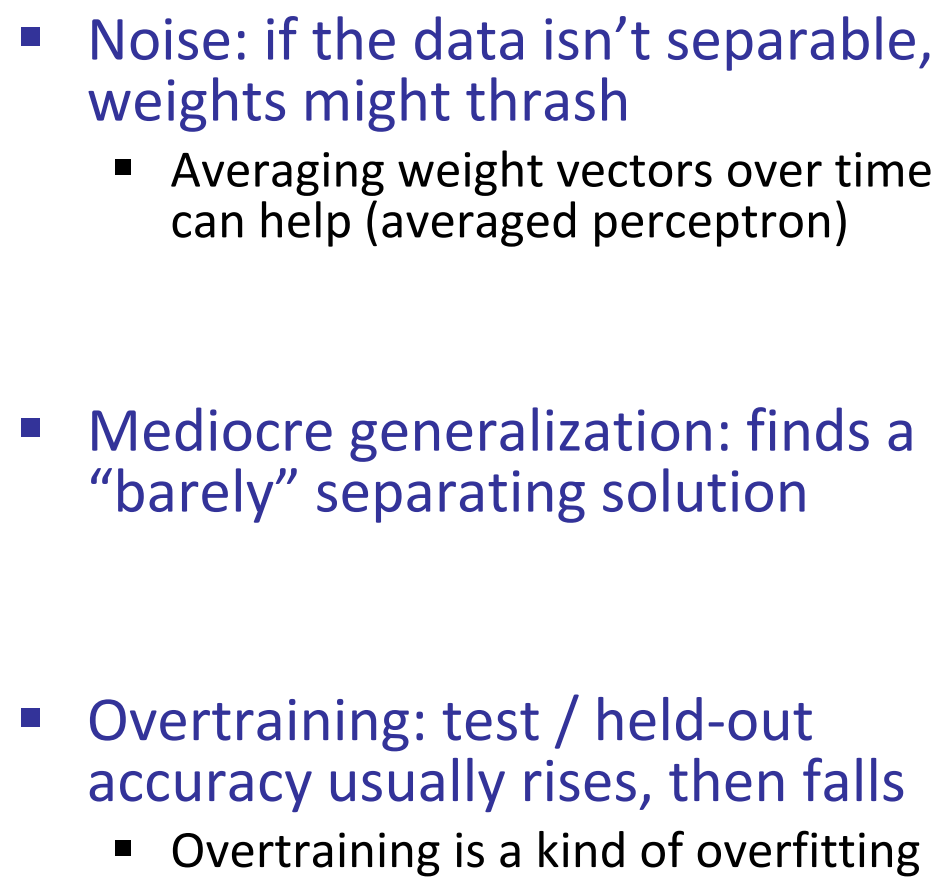 ▪ Noise: if the data isn’t separable,
weights might thrash
▪ Averaging weight vectors over time
can help (averaged perceptron)
▪ Mediocre generalization: finds a
“barely” separating solution
▪ Overtraining: test / held-out
accuracy usually rises, then falls
▪ Overtraining is a kind of overfitting